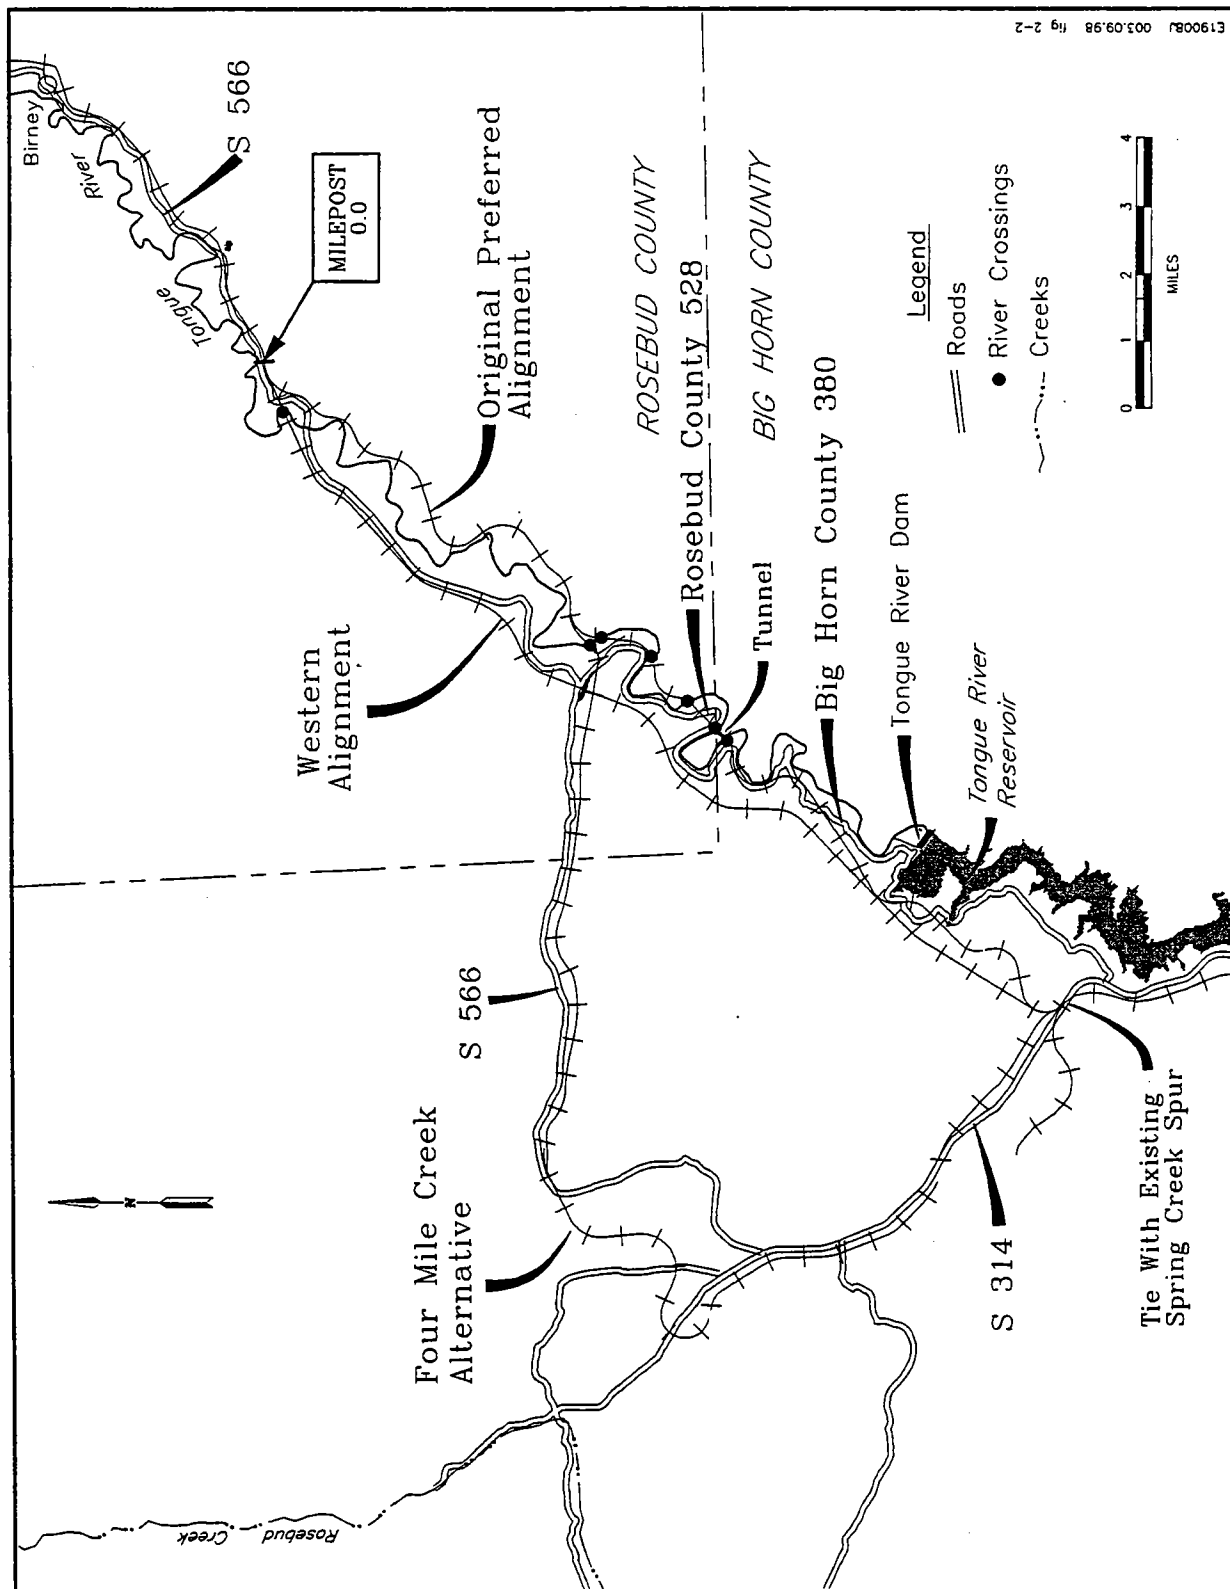 E19008J 003.09.98 fig 2-2
Birney
River
S 566
Tongue
MILEPOST
0.0
Original Preferred
Alignment
ROSEBUD COUNTY
BIG HORN COUNTY
Rosebud County 528
Western
Alignment
Tunnel
Big Horn County 380
Tongue River Dam
Tongue River
Reservoir
Legend
Roads
River Crossings
Creeks
0 1 2 3 4
MILES
S 566
N
Four Mile Creek
Alternative
S 314
Tie With Existing
Spring Creek Spur
Rosebud
Creek